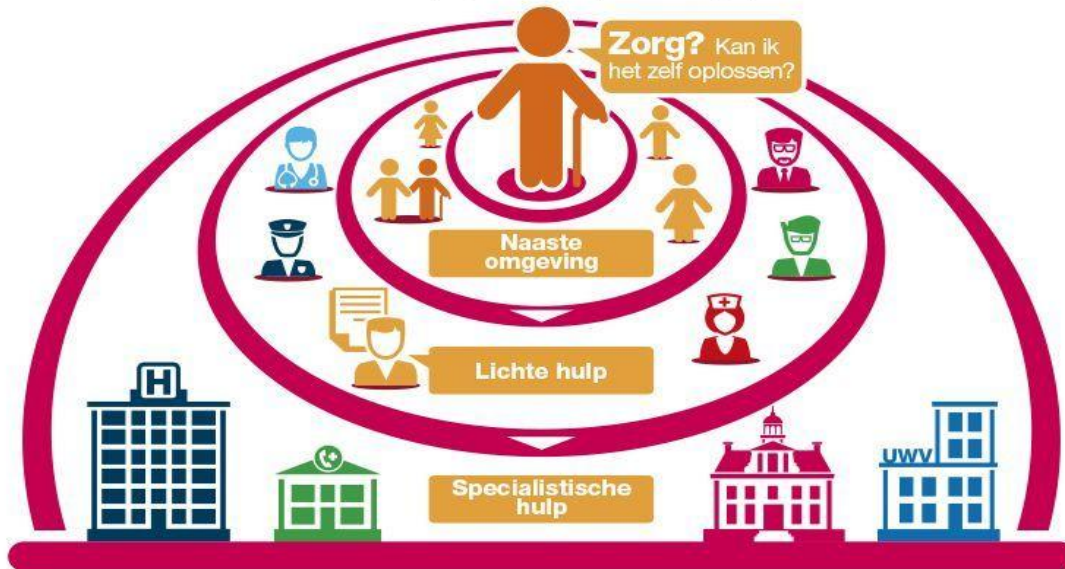 Zorg? Kan ik
het zelf oplossen?
Naaste
omgeving
Lichte hulp
H
UWV
Specialistische
hulp